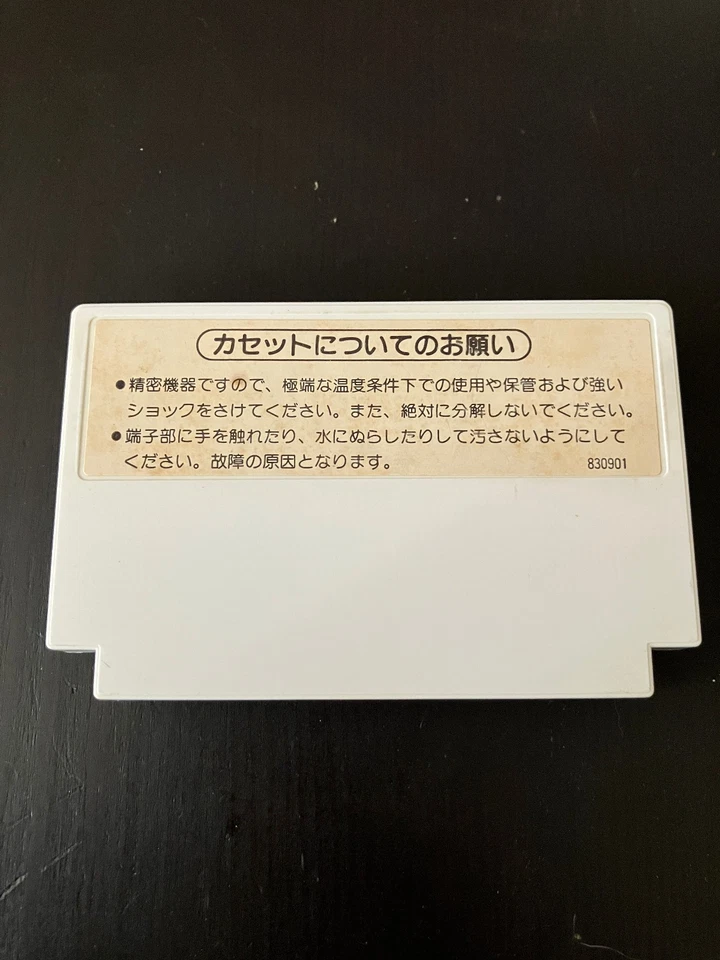 カセットについてのお願い
●精密機器ですので、極端な温度条件下での使用や保管および強い
ショックをさけてください。また、絶対に分解しないでください。
●端子部に手を触れたり、水にぬらしたりして汚さないようにして
ください。故障の原因となります。 830901